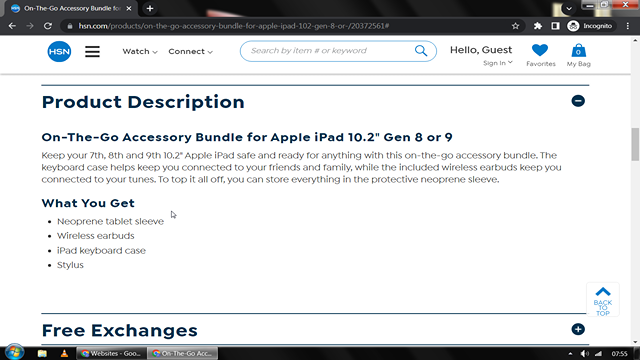 On-The-Go Accessory Bundle for
hsn.com/products/on-the-go-accessory-bundle-for-apple-ipad-102-gen-8-or-/20372561#
Incognito
HSN
Watch
Connect
Search by item # or keyword
Hello, Guest
Sign In
Favorites
0
My Bag
Product Description
On-The-Go Accessory Bundle for Apple iPad 10.2" Gen 8 or 9
Keep your 7th, 8th and 9th 10.2" Apple iPad safe and ready for anything with this on-the-go accessory bundle. The
keyboard case helps keep you connected to your friends and family, while the included wireless earbuds keep you
connected to your tunes. To top it all off, you can store everything in the protective neoprene sleeve.
What You Get
• Neoprene tablet sleeve
• Wireless earbuds
• iPad keyboard case
• Stylus
BACK
TO
TOP
Free Exchanges
Websites - Goo...
On-The-Go Acc...
07:55